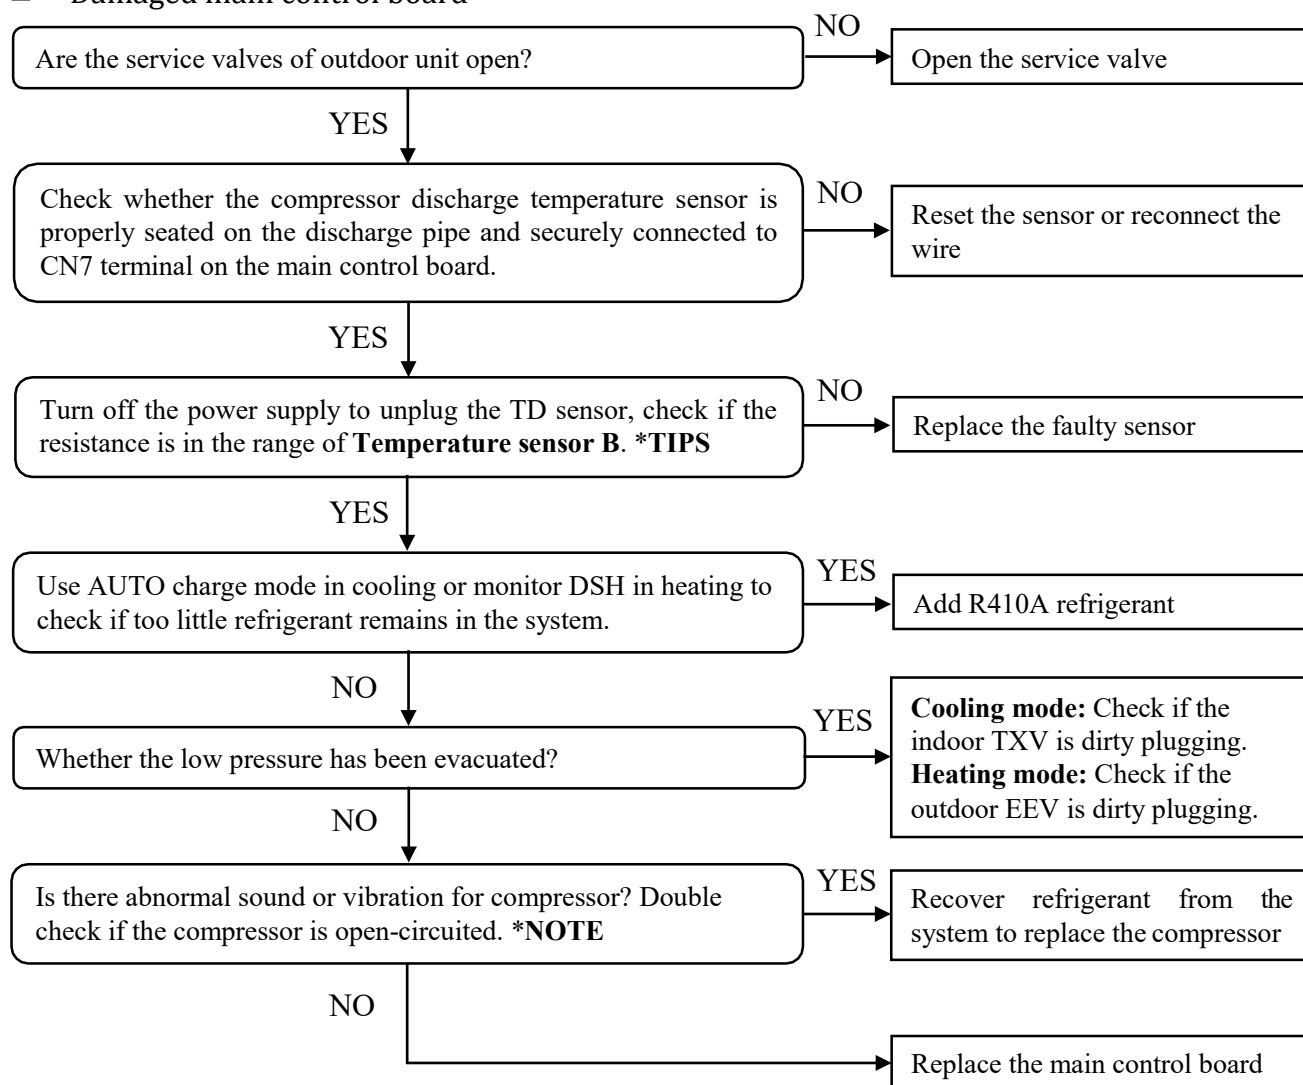 Damaged main control board
NO
Are the service valves of outdoor unit open?
Open the service valve
YES
Check whether the compressor discharge temperature sensor is
properly seated on the discharge pipe and securely connected to
CN7 terminal on the main control board.
NO
Reset the sensor or reconnect the
wire
YES
Turn off the power supply to unplug the TD sensor, check if the
resistance is in the range of Temperature sensor B. *TIPS
NO
Replace the faulty sensor
YES
Use AUTO charge mode in cooling or monitor DSH in heating to
check if too little refrigerant remains in the system.
YES
Add R410A refrigerant
NO
Whether the low pressure has been evacuated?
YES
Cooling mode: Check if the
indoor TXV is dirty plugging.
Heating mode: Check if the
outdoor EEV is dirty plugging.
NO
Is there abnormal sound or vibration for compressor? Double
check if the compressor is open-circuited. *NOTE
YES
Recover refrigerant from the
system to replace the compressor
NO
Replace the main control board